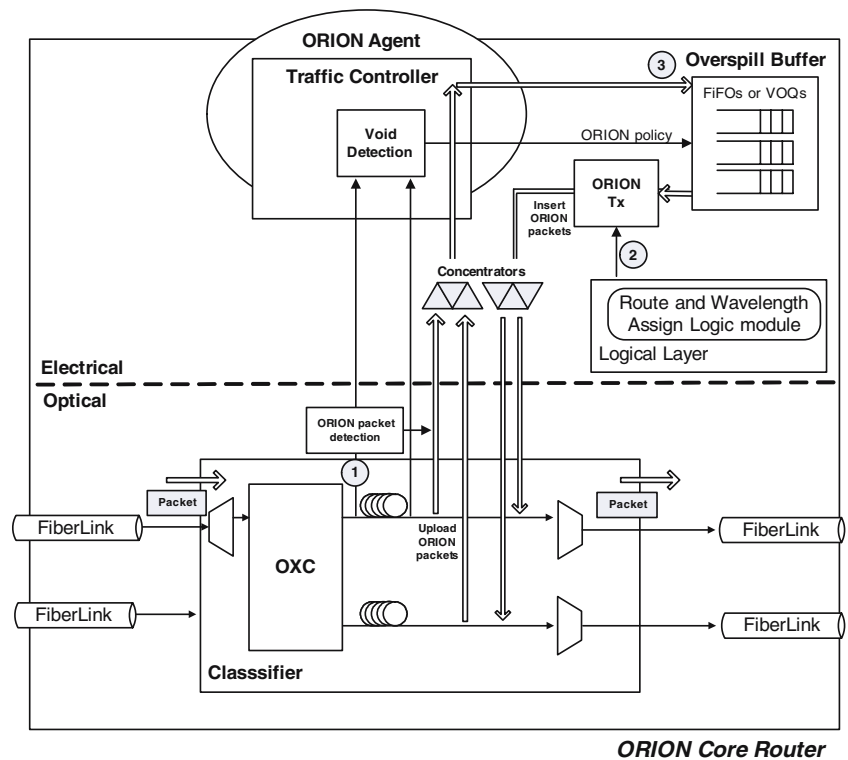 ORION Agent
Traffic Controller
Void
Detection
3
Overspill Buffer
FiFOs or VOQs
ORION policy
ORION
Tx
Insert
ORION
packets
2
Concentrators
Route and Wavelength
Assign Logic module
Logical Layer
Electrical
Optical
ORION packet
detection
1
Packet
Packet
FiberLink
FiberLink
Upload
ORION
packets
OXC
FiberLink
FiberLink
Classsifier
ORION Core Router